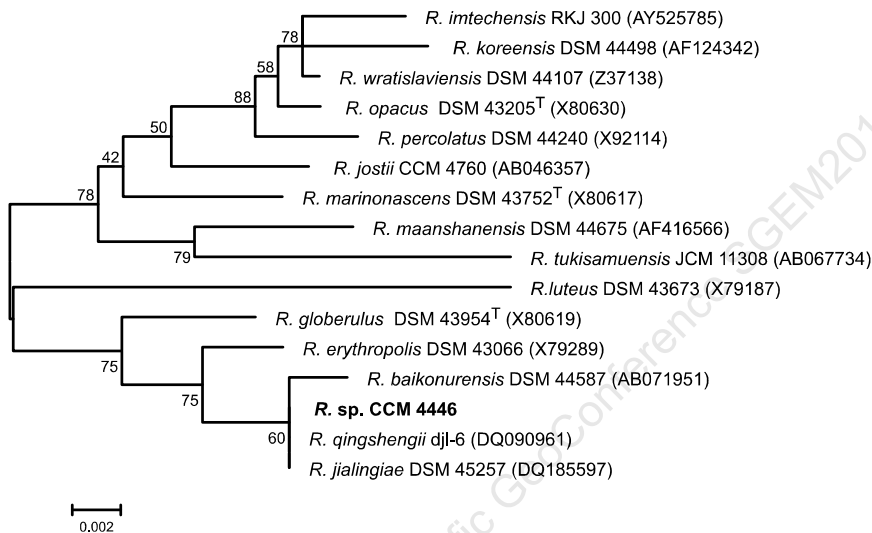 R. imtechensis RKJ 300 (AY525785)
78
R. koreensis DSM 44498 (AF124342)
58
R. wratislaviensis DSM 44107 (Z37138)
88
R. opacus DSM 43205T (X80630)
50
R. percolatus DSM 44240 (X92114)
42
R. jostii CCM 4760 (AB046357)
78
R. marinonascens DSM 43752T (X80617)
R. maanshanensis DSM 44675 (AF416566)
79
R. tukisamuensis JCM 11308 (AB067734)
R.luteus DSM 43673 (X79187)
R. globerulus DSM 43954T (X80619)
75
R. erythropolis DSM 43066 (X79289)
75
R. baikonurensis DSM 44587 (AB071951)
R. sp. CCM 4446
60
R. qingshengii djl-6 (DQ090961)
R. jialingiae DSM 45257 (DQ185597)
0.002
GeoConference SGEM201